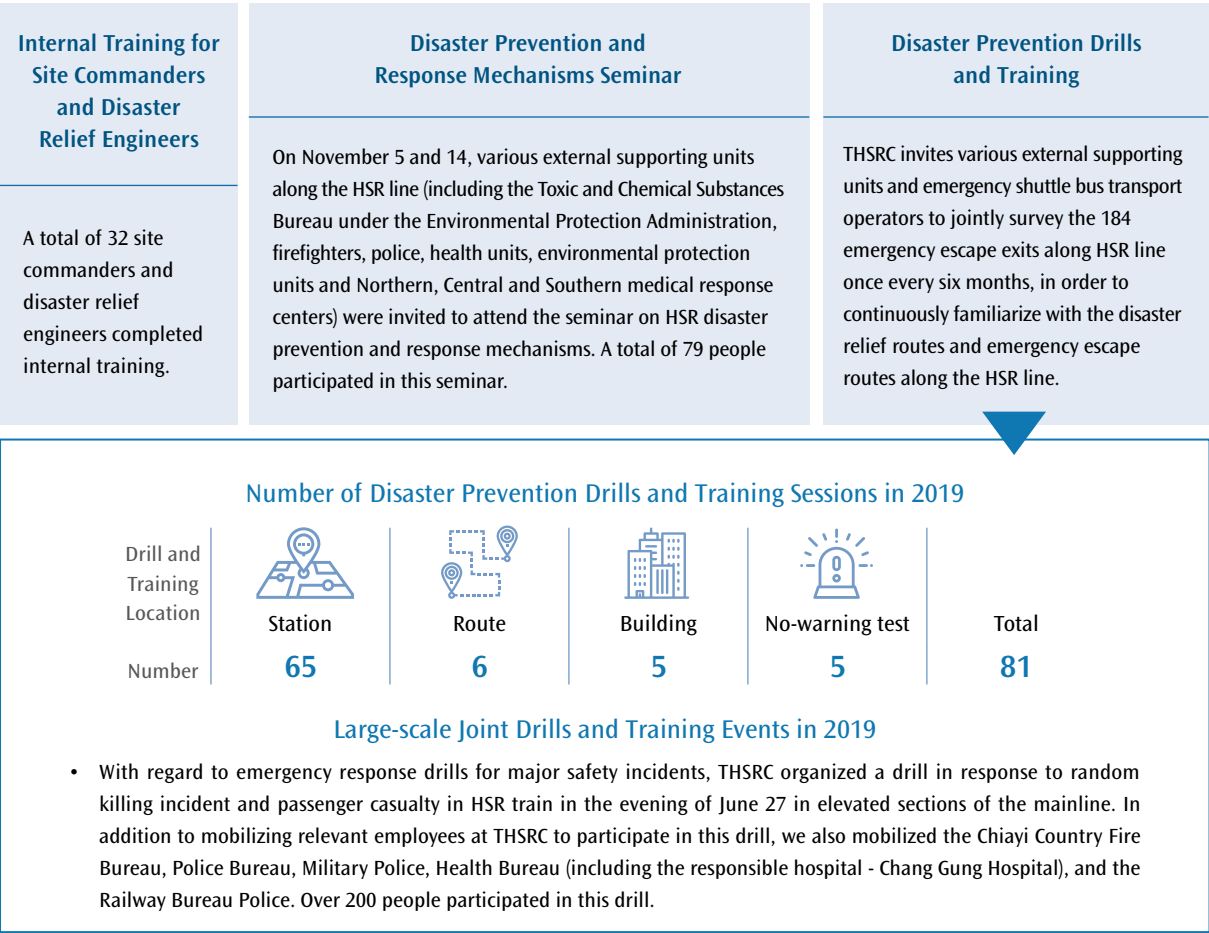 Internal Training for
Site Commanders
and Disaster
Relief Engineers
A total of 32 site
commanders and
disaster relief
engineers completed
internal training.
Disaster Prevention and
Response Mechanisms Seminar
On November 5 and 14, various external supporting units
along the HSR line (including the Toxic and Chemical Substances
Bureau under the Environmental Protection Administration,
firefighters, police, health units, environmental protection
units and Northern, Central and Southern medical response
centers) were invited to attend the seminar on HSR disaster
prevention and response mechanisms. A total of 79 people
participated in this seminar.
Disaster Prevention Drills
and Training
THSRC invites various external supporting
units and emergency shuttle bus transport
operators to jointly survey the 184
emergency escape exits along HSR line
once every six months, in order to
continuously familiarize with the disaster
relief routes and emergency escape
routes along the HSR line.
Number of Disaster Prevention Drills and Training Sessions in 2019
Drill and
Training
Location
Station
Route
Building
No-warning test
Total
Number
65
6
5
5
81
Large-scale Joint Drills and Training Events in 2019
• With regard to emergency response drills for major safety incidents, THSRC organized a drill in response to random
killing incident and passenger casualty in HSR train in the evening of June 27 in elevated sections of the mainline. In
addition to mobilizing relevant employees at THSRC to participate in this drill, we also mobilized the Chiayi Country Fire
Bureau, Police Bureau, Military Police, Health Bureau (including the responsible hospital - Chang Gung Hospital), and the
Railway Bureau Police. Over 200 people participated in this drill.